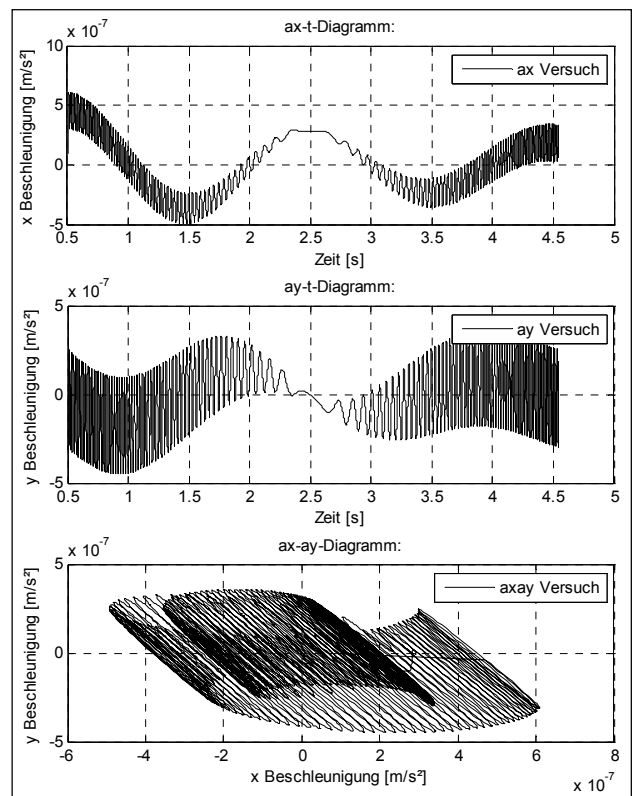 ax-t-Diagramm:
x 10^-7
ax Versuch
x Beschleunigung [m/s²]
10
5
0
-5
0.5 1 1.5 2 2.5 3 3.5 4 4.5 5
Zeit [s]
ay-t-Diagramm:
x 10^-7
ay Versuch
y Beschleunigung [m/s²]
5
0
-5
0.5 1 1.5 2 2.5 3 3.5 4 4.5 5
Zeit [s]
ax-ay-Diagramm:
x 10^-7
axay Versuch
y Beschleunigung [m/s²]
5
0
-5
-6 -4 -2 0 2 4 6 8
x Beschleunigung [m/s²]
x 10^-7